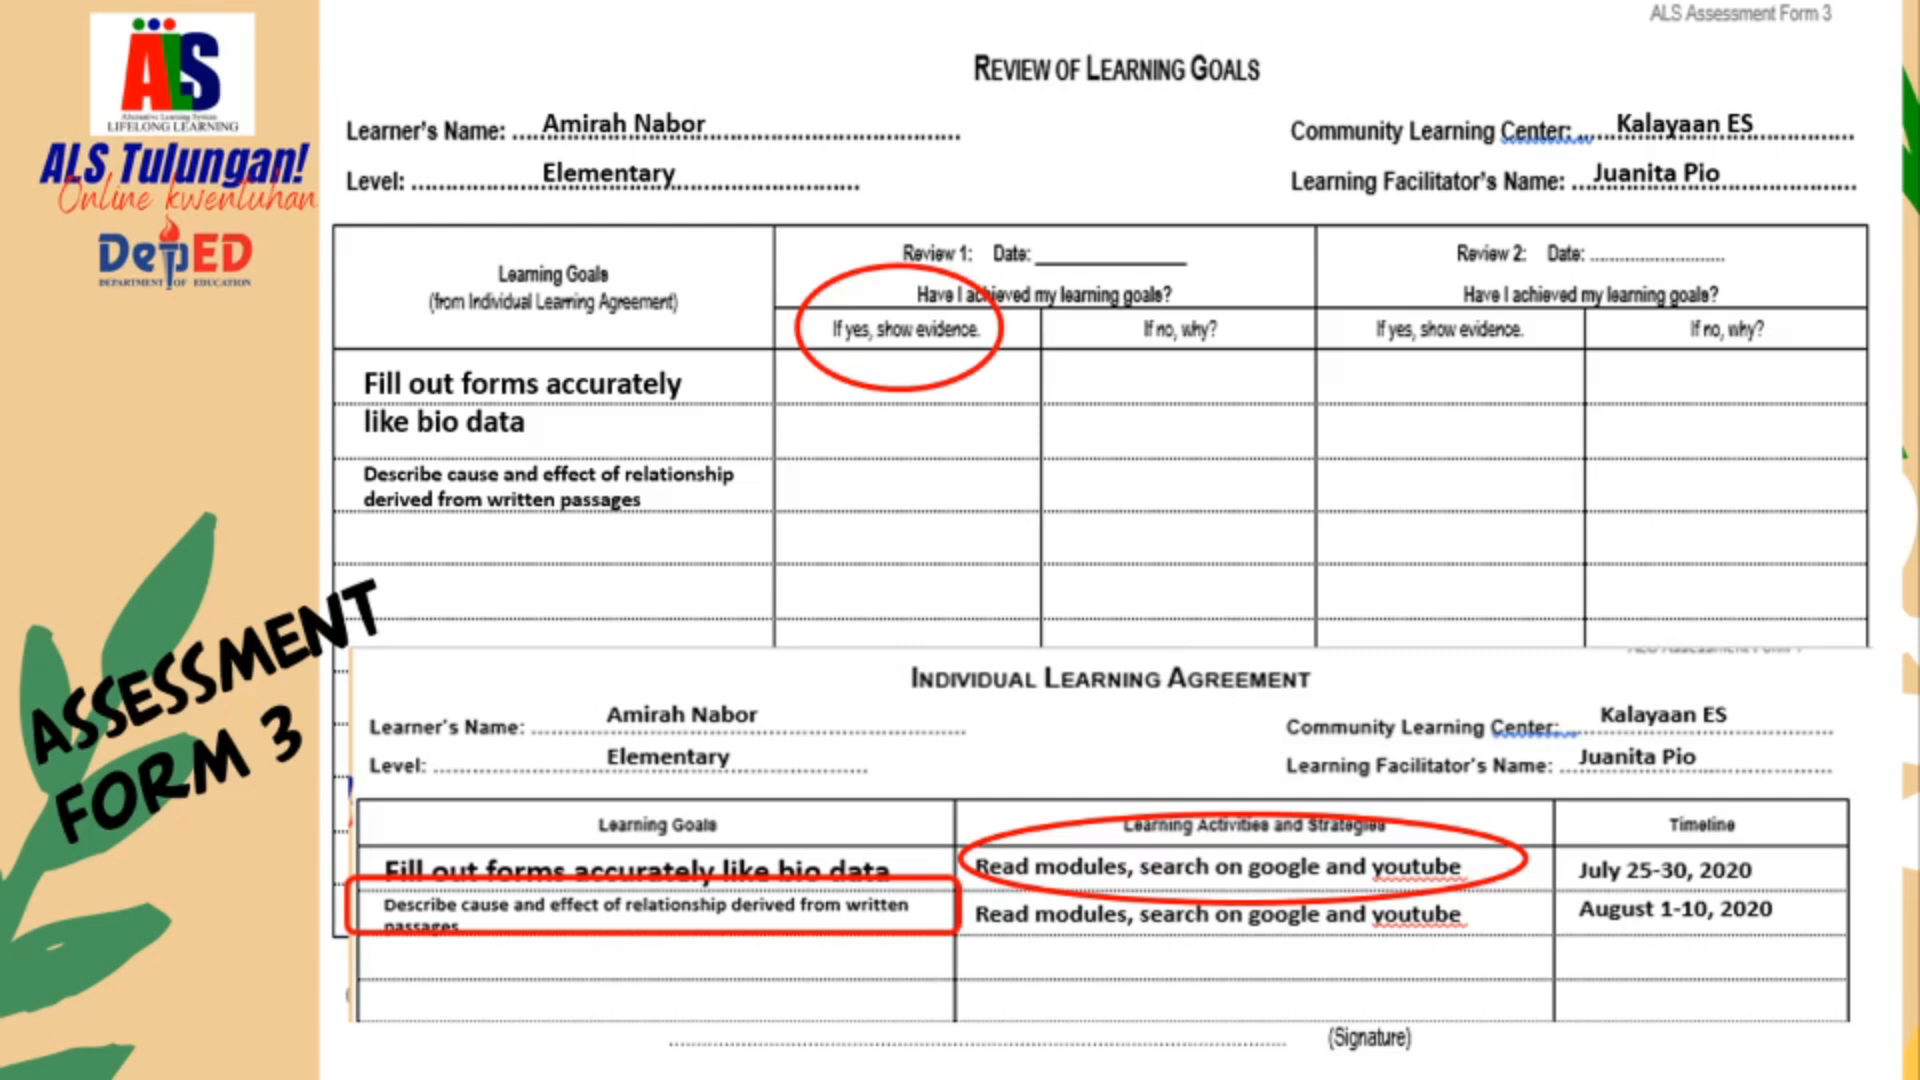 ALS Assessment Form 3
ALS
Alternative Learning System
LIFELONG LEARNING
ALS Tulungan!
Online kwentuhan
DepED
DEPARTMENT OF EDUCATION
ASSESSMENT
FORM 3
REVIEW OF LEARNING GOALS
Learner's Name: Amirah Nabor
Community Learning Center: Kalayaan ES
Level: Elementary
Learning Facilitator's Name: Juanita Pio
Learning Goals
(from Individual Learning Agreement)
Review 1: Date:
Have I achieved my learning goals?
If yes, show evidence.
If no, why?
Review 2: Date:
Have I achieved my learning goals?
If yes, show evidence.
If no, why?
Fill out forms accurately
like bio data
Describe cause and effect of relationship
derived from written passages
INDIVIDUAL LEARNING AGREEMENT
Learner's Name: Amirah Nabor
Community Learning Center: Kalayaan ES
Level: Elementary
Learning Facilitator's Name: Juanita Pio
Learning Goals
Learning Activities and Strategies
Timeline
Fill out forms accurately like bio data
Read modules, search on google and youtube
July 25-30, 2020
Describe cause and effect of relationship derived from written
passages
Read modules, search on google and youtube
August 1-10, 2020
(Signature)